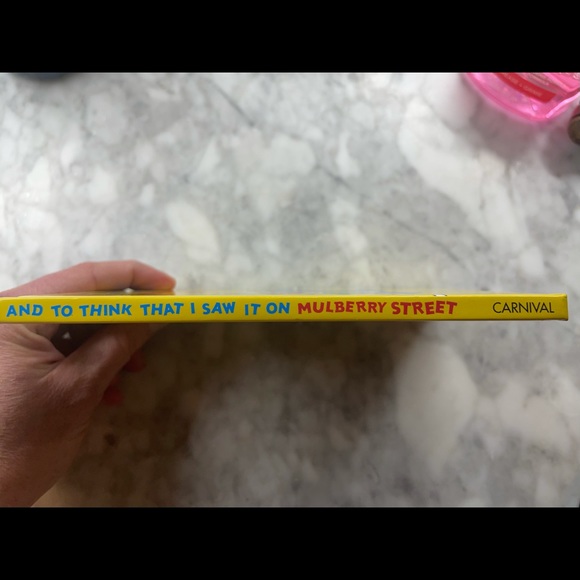 AND TO THINK THAT I SAW IT ON MULBERRY STREET CARNIVAL